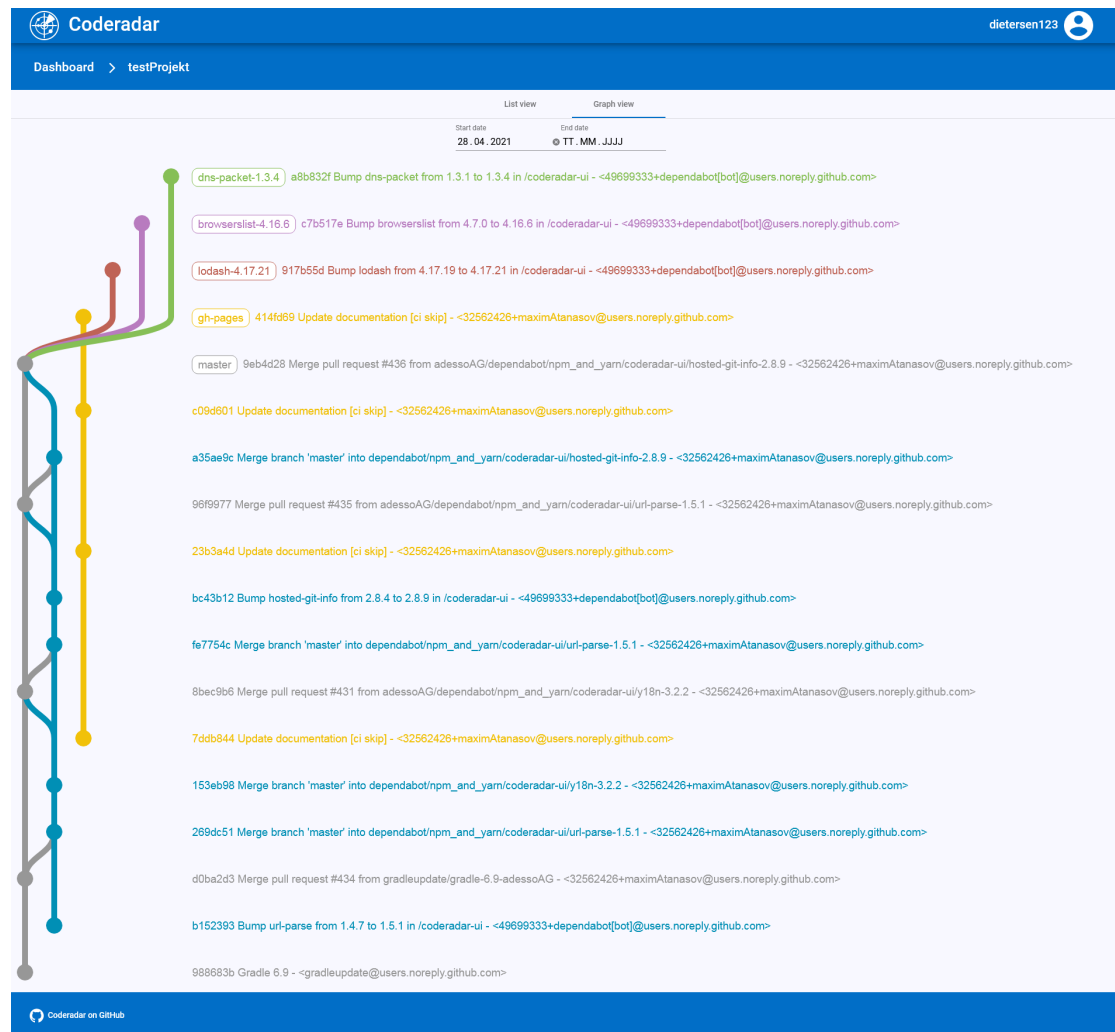 Coderadar
dietersen123
Dashboard > testProjekt
List view
Graph view
Start date
End date
28.04.2021
TT.MM.JJJJ
dns-packet-1.3.4 a8b832f Bump dns-packet from 1.3.1 to 1.3.4 in /coderadar-ui - <49699333+dependabot[bot]@users.noreply.github.com>
browserslist-4.16.6 c7b517e Bump browserslist from 4.7.0 to 4.16.6 in /coderadar-ui - <49699333+dependabot[bot]@users.noreply.github.com>
lodash-4.17.21 917b55d Bump lodash from 4.17.19 to 4.17.21 in /coderadar-ui - <49699333+dependabot[bot]@users.noreply.github.com>
gh-pages 414fd69 Update documentation [ci skip] - <32562426+maximAtanasov@users.noreply.github.com>
master 9eb4d28 Merge pull request #436 from adessoAG/dependabot/npm_and_yarn/coderadar-ui/hosted-git-info-2.8.9 - <32562426+maximAtanasov@users.noreply.github.com>
c09d601 Update documentation [ci skip] - <32562426+maximAtanasov@users.noreply.github.com>
a35ae9c Merge branch 'master' into dependabot/npm_and_yarn/coderadar-ui/hosted-git-info-2.8.9 - <32562426+maximAtanasov@users.noreply.github.com>
96f9977 Merge pull request #435 from adessoAG/dependabot/npm_and_yarn/coderadar-ui/url-parse-1.5.1 - <32562426+maximAtanasov@users.noreply.github.com>
23b3a4d Update documentation [ci skip] - <32562426+maximAtanasov@users.noreply.github.com>
bc43b12 Bump hosted-git-info from 2.8.4 to 2.8.9 in /coderadar-ui - <49699333+dependabot[bot]@users.noreply.github.com>
fe7754c Merge branch 'master' into dependabot/npm_and_yarn/coderadar-ui/url-parse-1.5.1 - <32562426+maximAtanasov@users.noreply.github.com>
8bec9b6 Merge pull request #431 from adessoAG/dependabot/npm_and_yarn/coderadar-ui/y18n-3.2.2 - <32562426+maximAtanasov@users.noreply.github.com>
7ddb844 Update documentation [ci skip] - <32562426+maximAtanasov@users.noreply.github.com>
153eb98 Merge branch 'master' into dependabot/npm_and_yarn/coderadar-ui/y18n-3.2.2 - <32562426+maximAtanasov@users.noreply.github.com>
269dc51 Merge branch 'master' into dependabot/npm_and_yarn/coderadar-ui/url-parse-1.5.1 - <32562426+maximAtanasov@users.noreply.github.com>
d0ba2d3 Merge pull request #434 from gradleupdate/gradle-6.9-adessoAG - <32562426+maximAtanasov@users.noreply.github.com>
b152393 Bump url-parse from 1.4.7 to 1.5.1 in /coderadar-ui - <49699333+dependabot[bot]@users.noreply.github.com>
988683b Gradle 6.9 - <gradleupdate@users.noreply.github.com>
Coderadar on GitHub